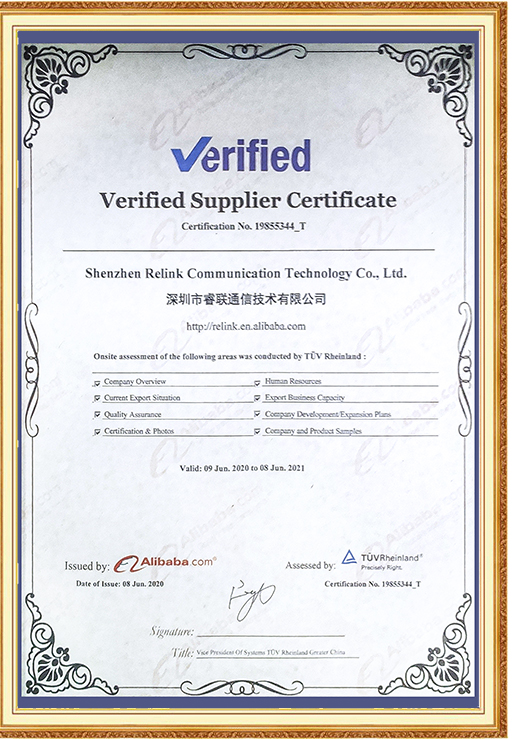 Verified
Verified Supplier Certificate
Certification No. 19855344_T
Shenzhen Relink Communication Technology Co., Ltd.
深圳市睿联通信技术有限公司
http://relink.en.alibaba.com
Onsite assessment of the following areas was conducted by TÜV Rheinland :
Company Overview Human Resources
Current Export Situation Export Business Capacity
Quality Assurance Company Development/Expansion Plans
Certification & Photos Company and Product Samples
Valid: 09 Jun. 2020 to 08 Jun. 2021
Issued by: Alibaba.com® Assessed by: TÜVRheinland®
Precisely Right.
Date of Issue: 08 Jun. 2020 Certification No. 19855344_T
Signature:
Title: Vice President Of Systems TÜV Rheinland Greater China